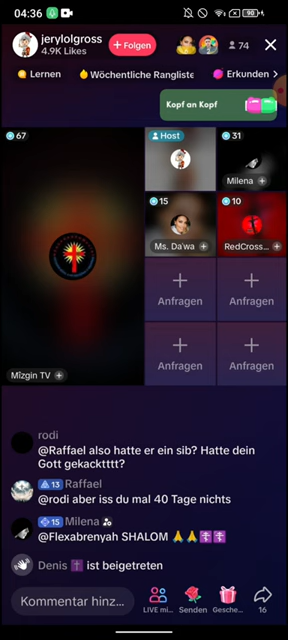 04:36
90
jerylolgross
4.9K Likes
+ Folgen
74
Lernen
Wöchentliche Rangliste
Erkunden
Kopf an Kopf
67
Host
31
Milena
15
Ms. Da'wa
10
RedCross...
Anfragen
Anfragen
Anfragen
Anfragen
Mîzgin TV
rodi
@Raffael also hatte er ein sib? Hatte dein
Gott gekacktttt?
13 Raffael
@rodi aber iss du mal 40 Tage nichts
15 Milena
@Flexabrenyah SHALOM 🙏🙏✝️✝️
Denis ✝️ ist beigetreten
Kommentar hinz...
LIVE mi...
Senden
Gesche...
16